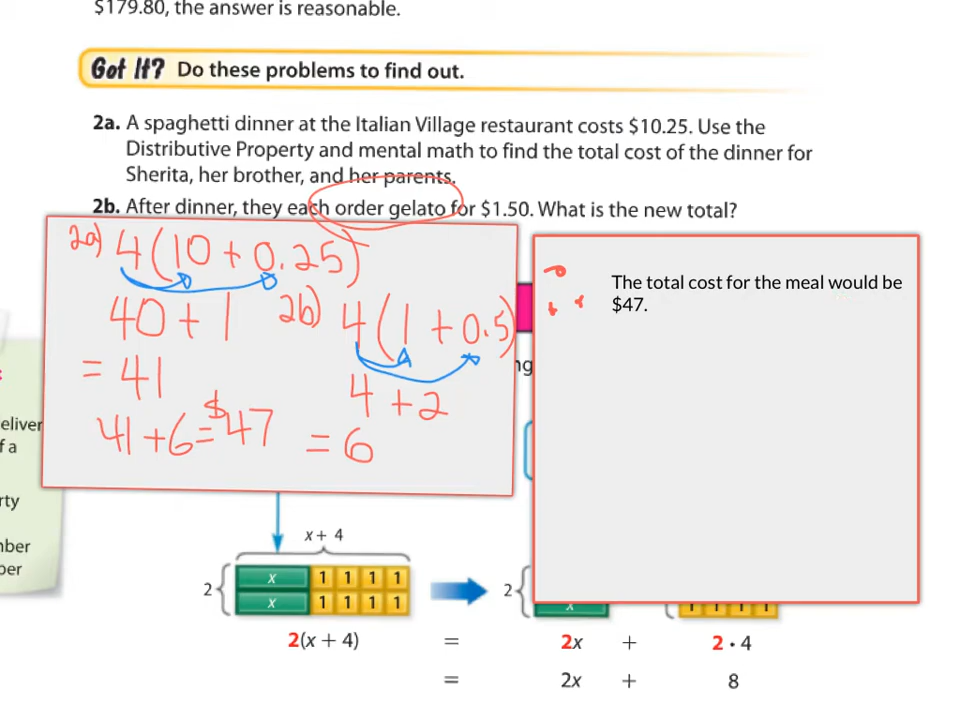 $179.80, the answer is reasonable.
Got It? Do these problems to find out.
2a. A spaghetti dinner at the Italian Village restaurant costs $10.25. Use the
Distributive Property and mental math to find the total cost of the dinner for
Sherita, her brother, and her parents.
2b. After dinner, they each order gelato for $1.50. What is the new total?
2a) 4(10 + 0.25)
40 + 1
= 41
41 + 6 = $47
2b) 4(1 + 0.5)
4 + 2
= 6
The total cost for the meal would be
$47.
ng
eliver
f a
rty
nber
per
x + 4
2 x 1 1 1 1
x 1 1 1 1
2
x 1 1 1 1
2(x + 4) = 2x + 2 • 4
= 2x + 8